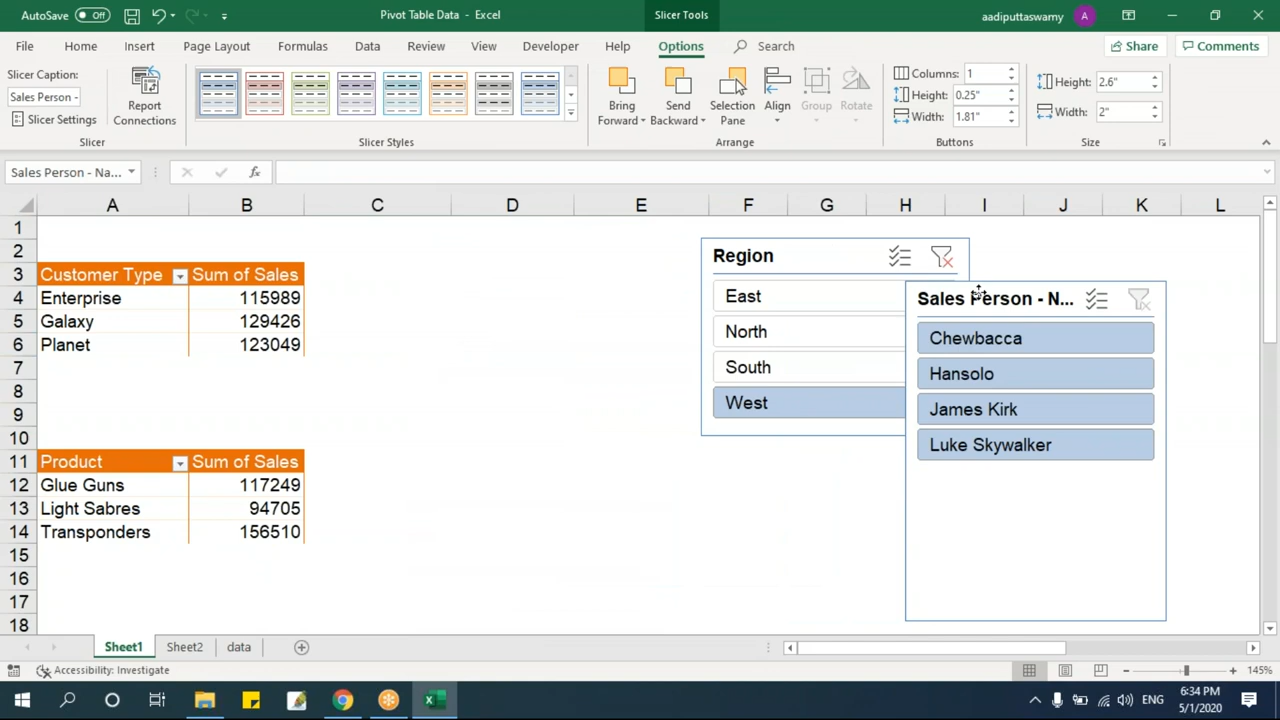 AutoSave Off
Pivot Table Data - Excel
Slicer Tools
aadiputtaswamy A
File Home Insert Page Layout Formulas Data Review View Developer Help Options Search Share Comments
Slicer Caption:
Sales Person -
Slicer Settings
Report
Connections
Slicer
Slicer Styles
Bring
Forward
Send
Backward
Selection
Pane
Align
Group
Rotate
Arrange
Columns: 1
Height: 0.25"
Width: 1.81"
Buttons
Height: 2.6"
Width: 2"
Size
Sales Person - Na... fx
A B C D E F G H I J K L
1
2
3 Customer Type Sum of Sales
4 Enterprise 115989
5 Galaxy 129426
6 Planet 123049
7
8
9
10
11 Product Sum of Sales
12 Glue Guns 117249
13 Light Sabres 94705
14 Transponders 156510
15
16
17
18
Region
East
North
South
West
Sales Person - N...
Chewbacca
Hansolo
James Kirk
Luke Skywalker
Sheet1 Sheet2 data
Accessibility: Investigate
145%
ENG
6:34 PM
5/1/2020